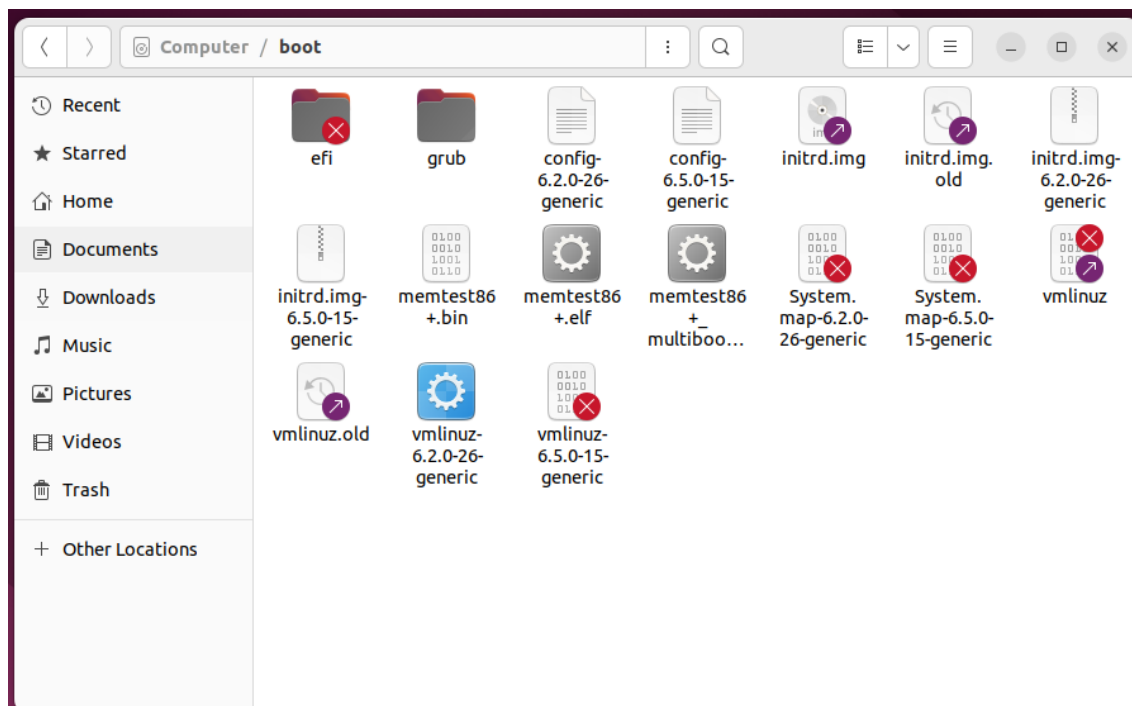 Computer / boot
Recent
Starred
Home
Documents
Downloads
Music
Pictures
Videos
Trash
+ Other Locations
efi
grub
config-
6.2.0-26-
generic
config-
6.5.0-15-
generic
initrd.img
initrd.img.
old
initrd.img-
6.2.0-26-
generic
initrd.img-
6.5.0-15-
generic
memtest86
+.bin
memtest86
+.elf
memtest86
+_
multiboo...
System.
map-6.2.0-
26-generic
System.
map-6.5.0-
15-generic
vmlinuz
vmlinuz.old
vmlinuz-
6.2.0-26-
generic
vmlinuz-
6.5.0-15-
generic